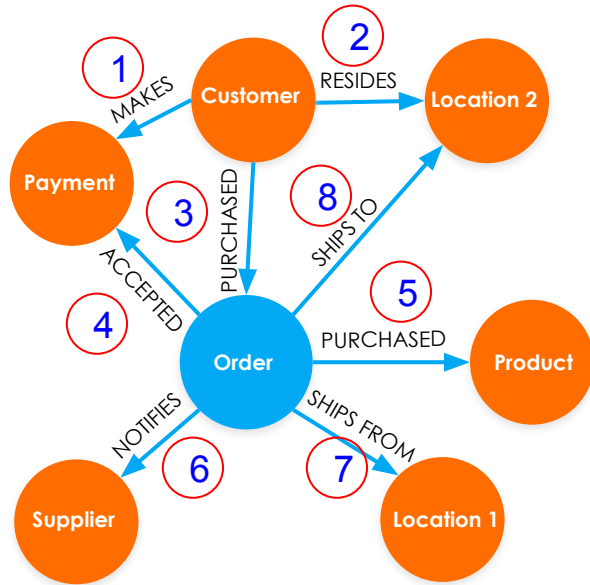 1
2
MAKES
Customer
RESIDES
Location 2
Payment
3
PURCHASED
8
SHIPS TO
ACCEPTED
4
5
PURCHASED
Order
Product
NOTIFIES
6
SHIPS FROM
7
Supplier
Location 1